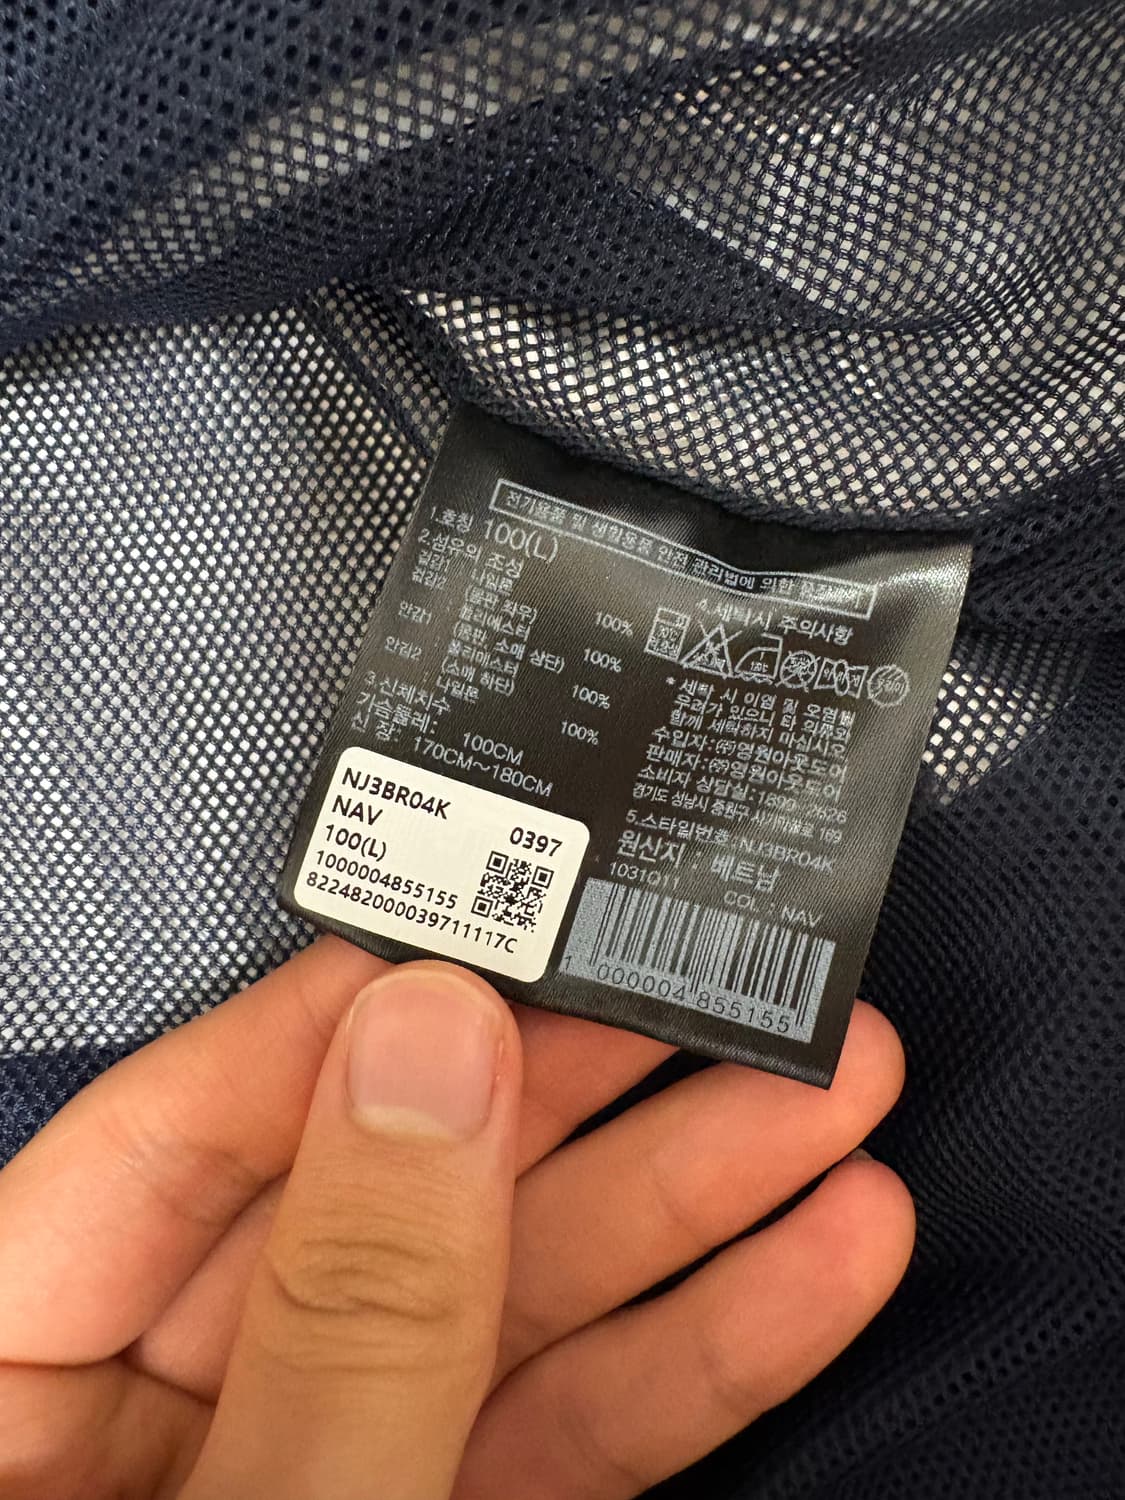 전기용품 및 생활용품 안전 관리법에 의한
1.호칭 100(L)
2.섬유의 조성
겉감1 : 나일론 100%
겉감2 : (등판 좌우)
폴리에스터 100%
안감1 : (몸판, 소매 상단)
폴리에스터 100%
안감2 : (소매 하단)
나일론 100%
3.신체치수
가슴둘레: 100CM
신 장: 170CM~180CM
4.세탁시 주의사항
* 세탁 시 이염 및 오염될
우려가 있으니 타 의류와
함께 세탁하지 마십시오
수입자:㈜영원아웃도어
판매자:㈜영원아웃도어
소비자 상담실:1899-2626
경기도 성남시 중원구 사기막골로 169
5.스타일번호:NJ3BR04K
원산지 : 베트남
1031011 COL : NAV
1 000004 855155
NJ3BR04K
NAV 0397
100(L)
1000004855155
82248200003971​1117C